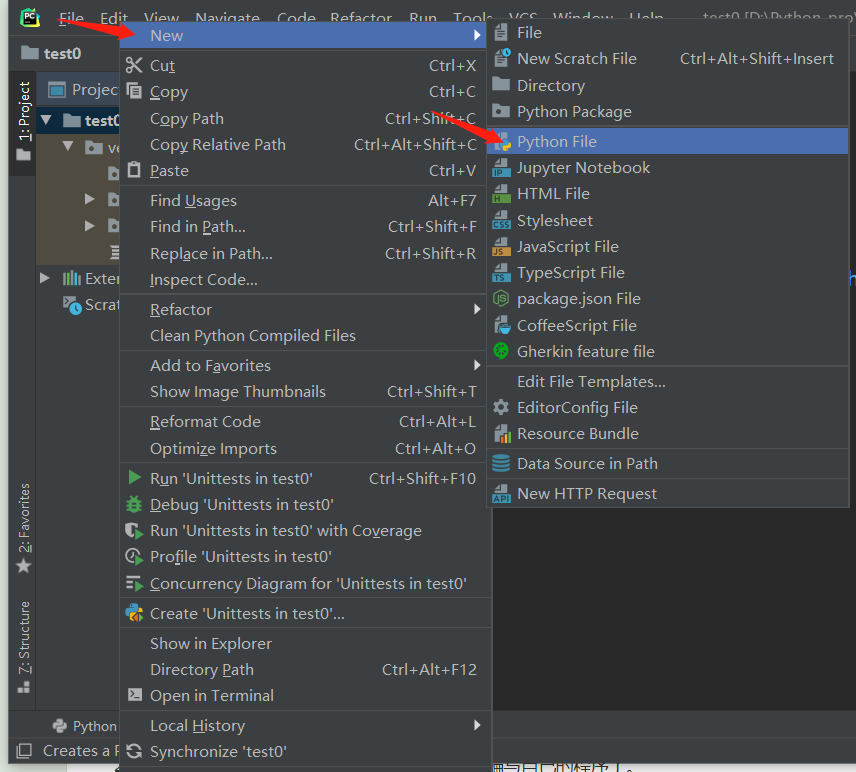 PC
File Edit View Navigate Code Refactor Run Tools VCS Window Help
test0
New
Cut Ctrl+X
Copy
Copy Path Ctrl+Shift+C
Copy Relative Path Ctrl+Alt+Shift+C
Paste Ctrl+V
Find Usages Alt+F7
Find in Path... Ctrl+Shift+F
Replace in Path... Ctrl+Shift+R
Inspect Code...
Refactor
Clean Python Compiled Files
Add to Favorites
Show Image Thumbnails Ctrl+Shift+T
Reformat Code Ctrl+Alt+L
Optimize Imports Ctrl+Alt+O
Run 'Unittests in test0' Ctrl+Shift+F10
Debug 'Unittests in test0'
Run 'Unittests in test0' with Coverage
Profile 'Unittests in test0'
Concurrency Diagram for 'Unittests in test0'
Create 'Unittests in test0'...
Show in Explorer
Directory Path Ctrl+Alt+F12
Open in Terminal
Local History
Synchronize 'test0'
File
New Scratch File Ctrl+Alt+Shift+Insert
Directory
Python Package
Python File
Jupyter Notebook
HTML File
Stylesheet
JavaScript File
TypeScript File
package.json File
CoffeeScript File
Gherkin feature file
Edit File Templates...
EditorConfig File
Resource Bundle
Data Source in Path
New HTTP Request
1: Project
2: Favorites
7: Structure
Projec
test0
ve
Exter
Scrat
Python
Creates a P